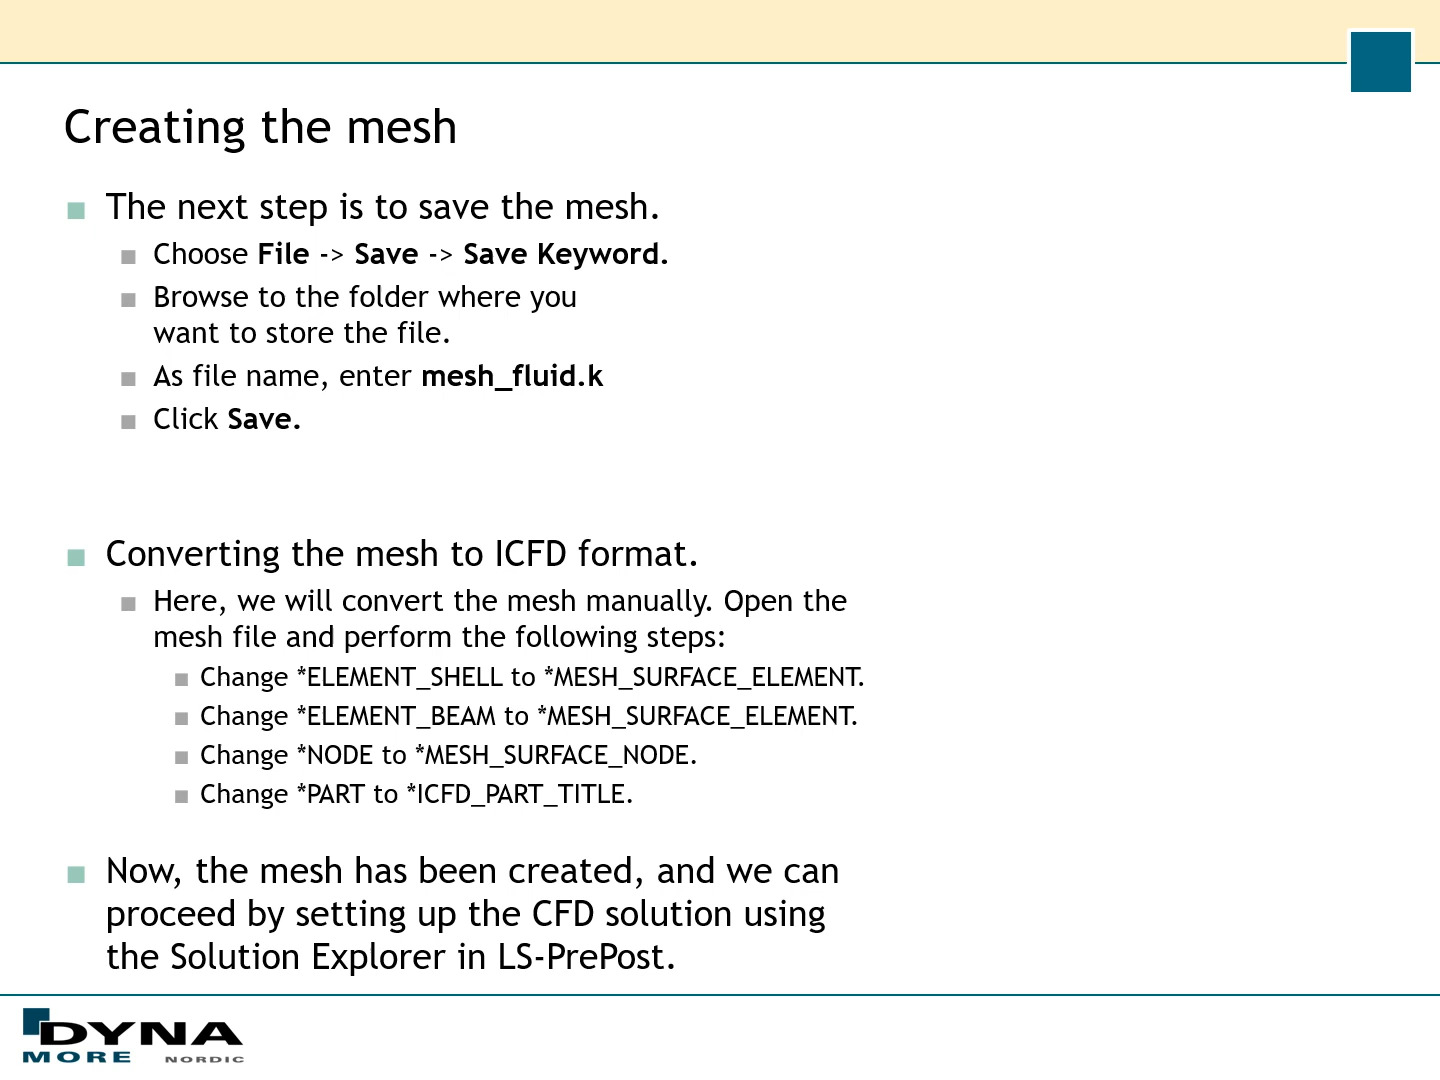 Creating the mesh
The next step is to save the mesh.
Choose File -> Save -> Save Keyword.
Browse to the folder where you
want to store the file.
As file name, enter mesh_fluid.k
Click Save.
Converting the mesh to ICFD format.
Here, we will convert the mesh manually. Open the
mesh file and perform the following steps:
Change *ELEMENT_SHELL to *MESH_SURFACE_ELEMENT.
Change *ELEMENT_BEAM to *MESH_SURFACE_ELEMENT.
Change *NODE to *MESH_SURFACE_NODE.
Change *PART to *ICFD_PART_TITLE.
Now, the mesh has been created, and we can
proceed by setting up the CFD solution using
the Solution Explorer in LS-PrePost.
DYNA
MORE NORDIC